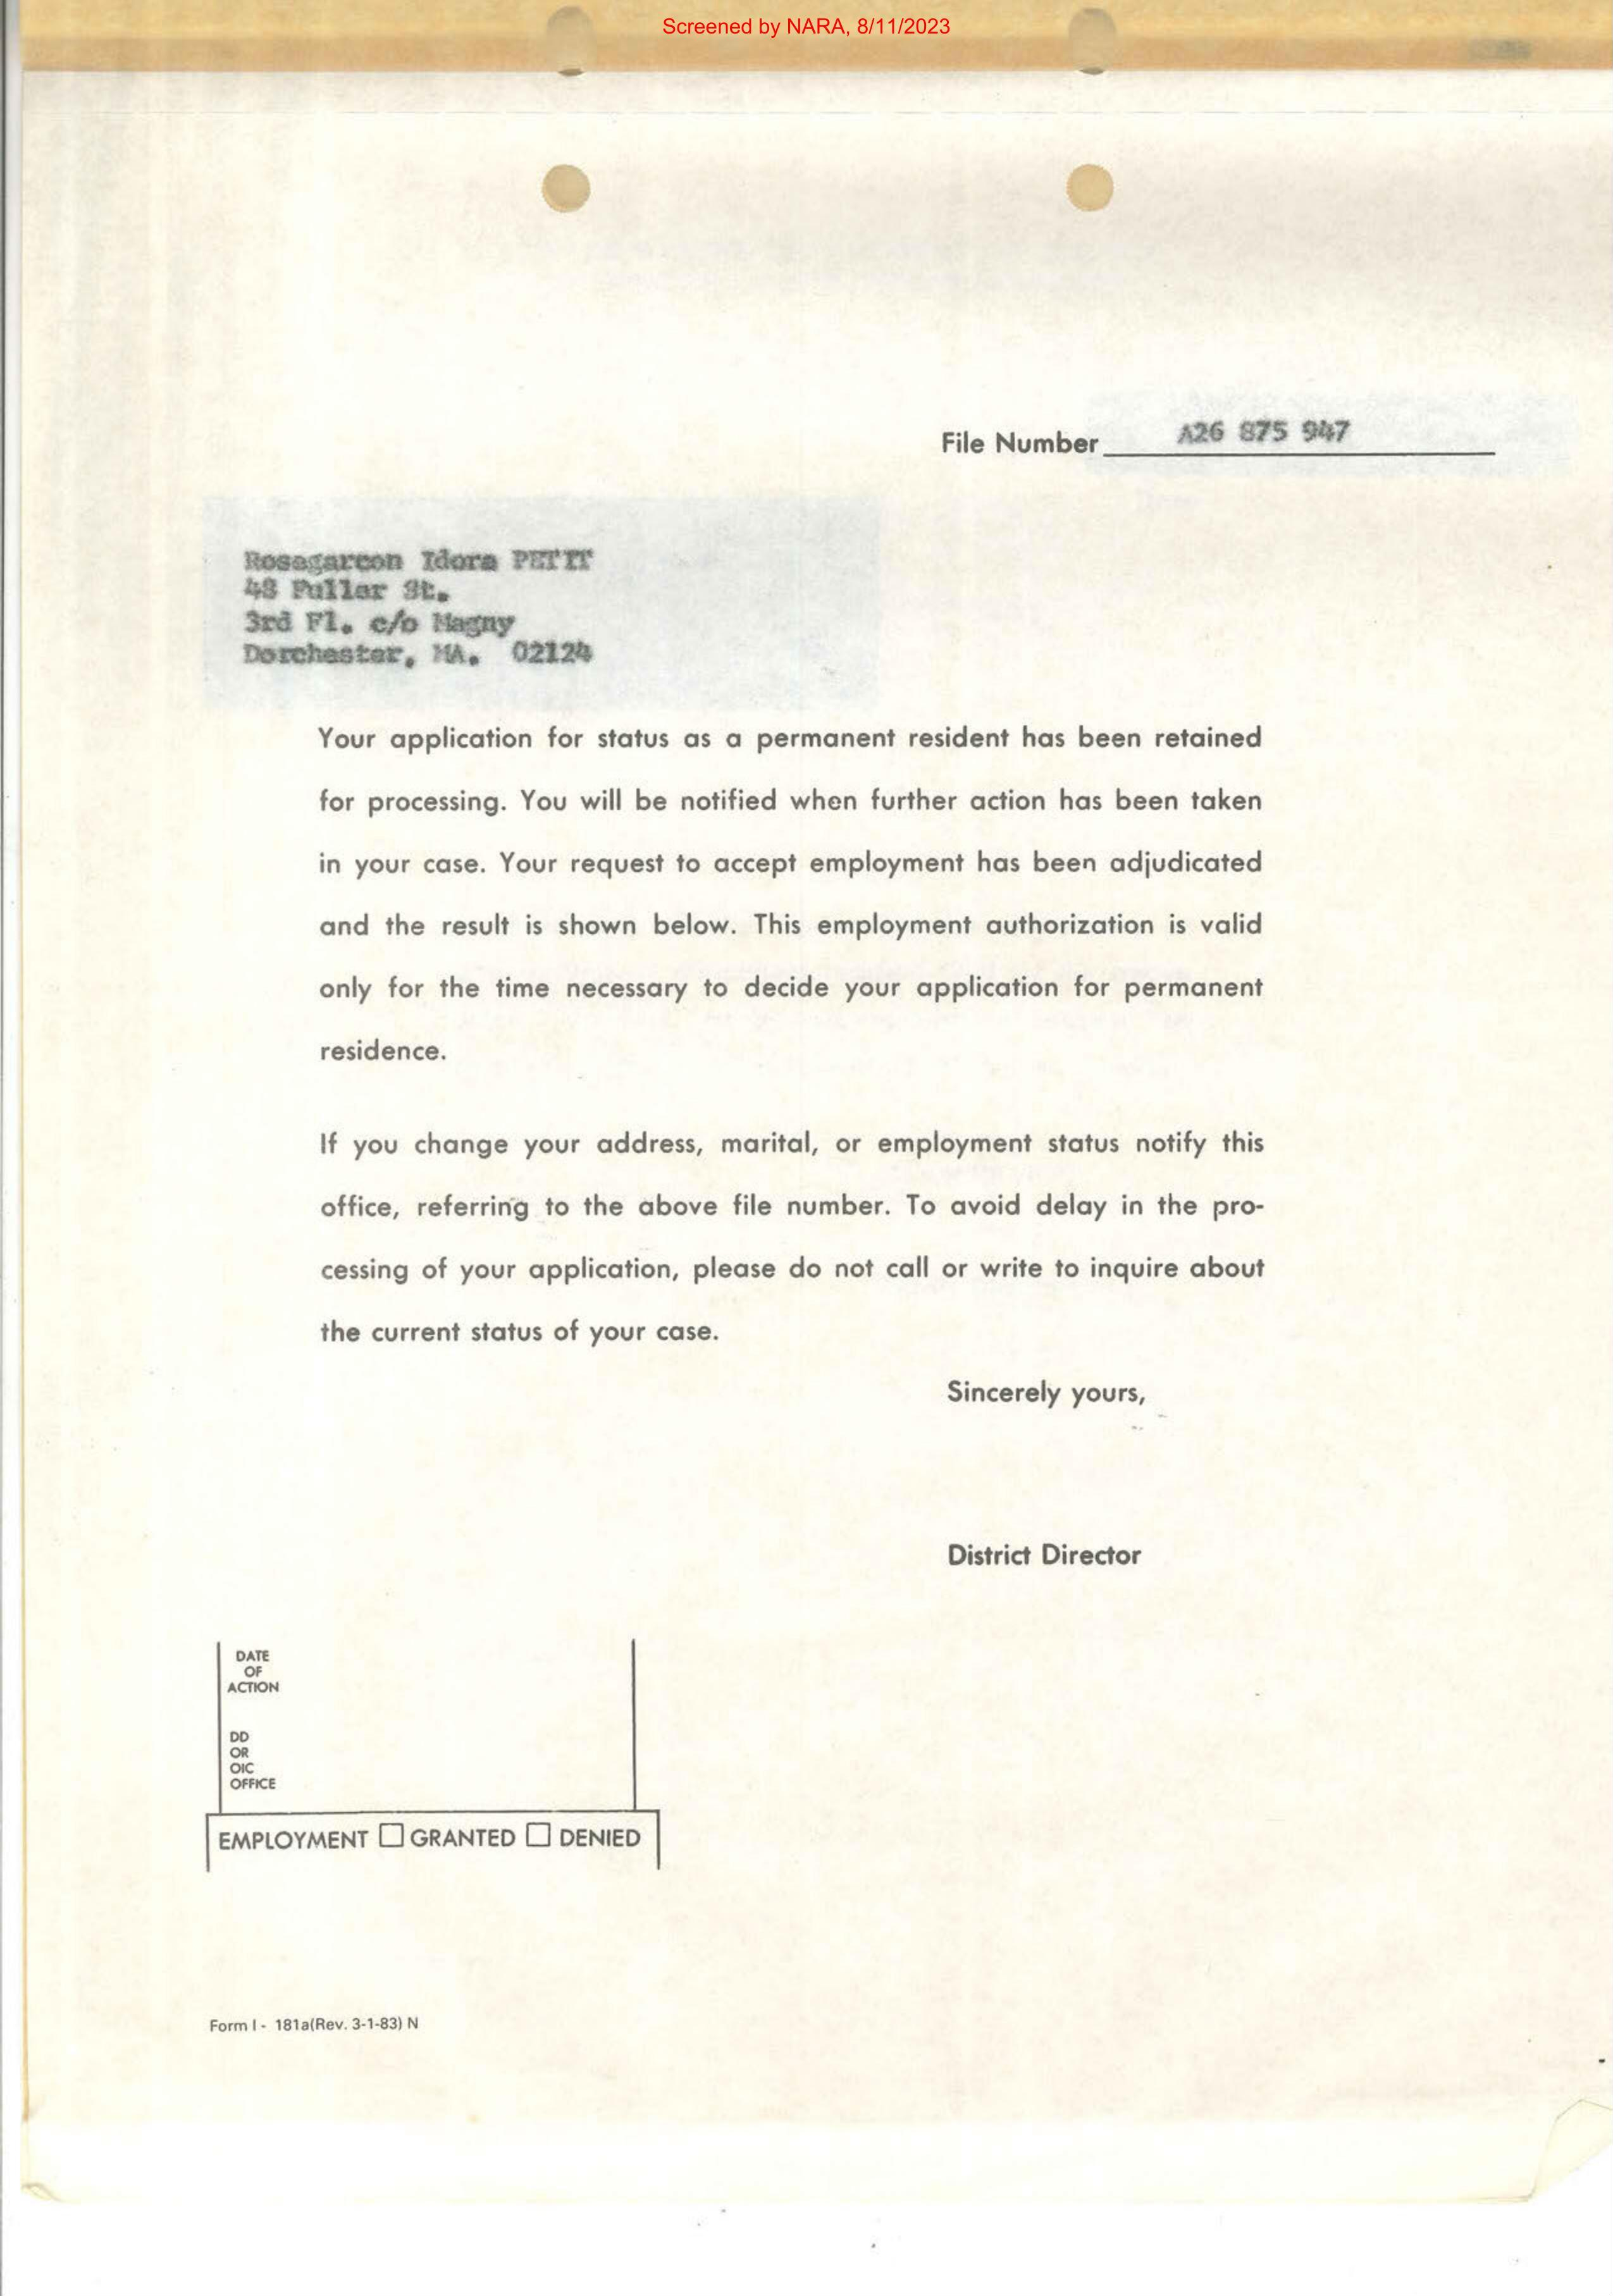 Screened by NARA, 8/11/2023
File Number A26 875 947
Rosegarcon Idora PETIT
48 Fuller St.
3rd Fl. c/o Magny
Dorchester, MA. 02124
Your application for status as a permanent resident has been retained
for processing. You will be notified when further action has been taken
in your case. Your request to accept employment has been adjudicated
and the result is shown below. This employment authorization is valid
only for the time necessary to decide your application for permanent
residence.
If you change your address, marital, or employment status notify this
office, referring to the above file number. To avoid delay in the pro-
cessing of your application, please do not call or write to inquire about
the current status of your case.
Sincerely yours,
District Director
DATE
OF
ACTION
DD
OR
OIC
OFFICE
EMPLOYMENT ☐ GRANTED ☐ DENIED
Form I - 181a(Rev. 3-1-83) N